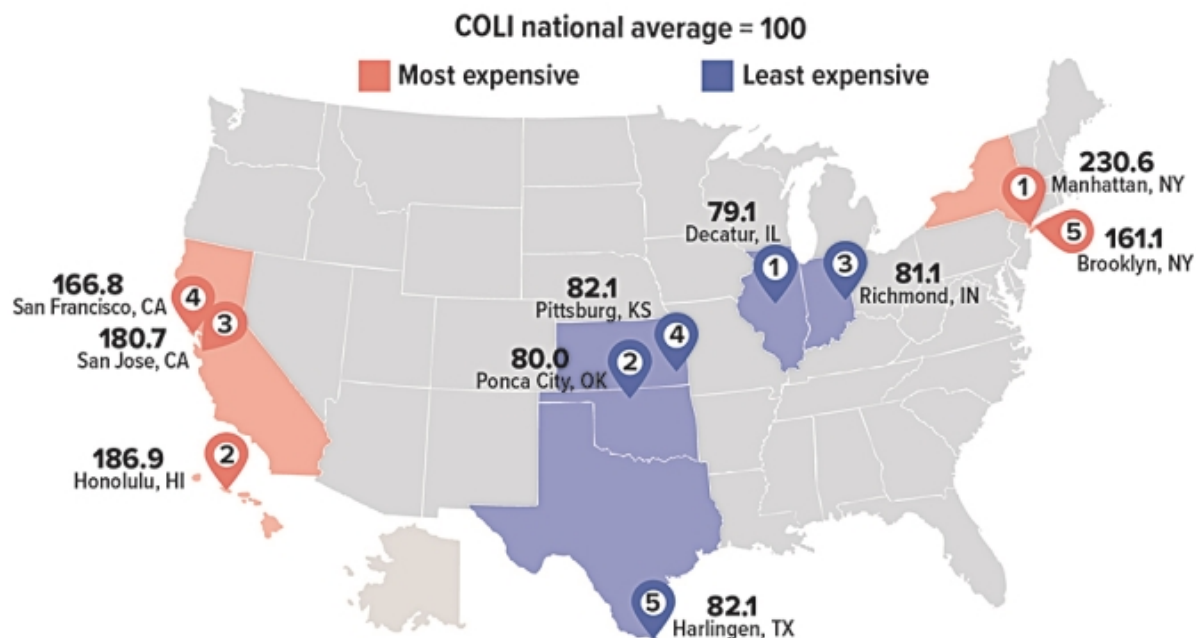 COLI national average = 100
Most expensive
Least expensive
230.6
Manhattan, NY
1
5
161.1
Brooklyn, NY
79.1
Decatur, IL
1
3
81.1
Richmond, IN
166.8
San Francisco, CA
4
3
180.7
San Jose, CA
82.1
Pittsburg, KS
4
80.0
Ponca City, OK
2
186.9
Honolulu, HI
2
5
82.1
Harlingen, TX